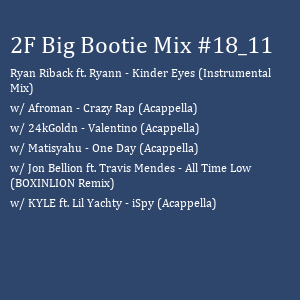 2F Big Bootie Mix #18_11
Ryan Riback ft. Ryann - Kinder Eyes (Instrumental
Mix)
w/ Afroman - Crazy Rap (Acappella)
w/ 24kGoldn - Valentino (Acappella)
w/ Matisyahu - One Day (Acappella)
w/ Jon Bellion ft. Travis Mendes - All Time Low
(BOXINLION Remix)
w/ KYLE ft. Lil Yachty - iSpy (Acappella)